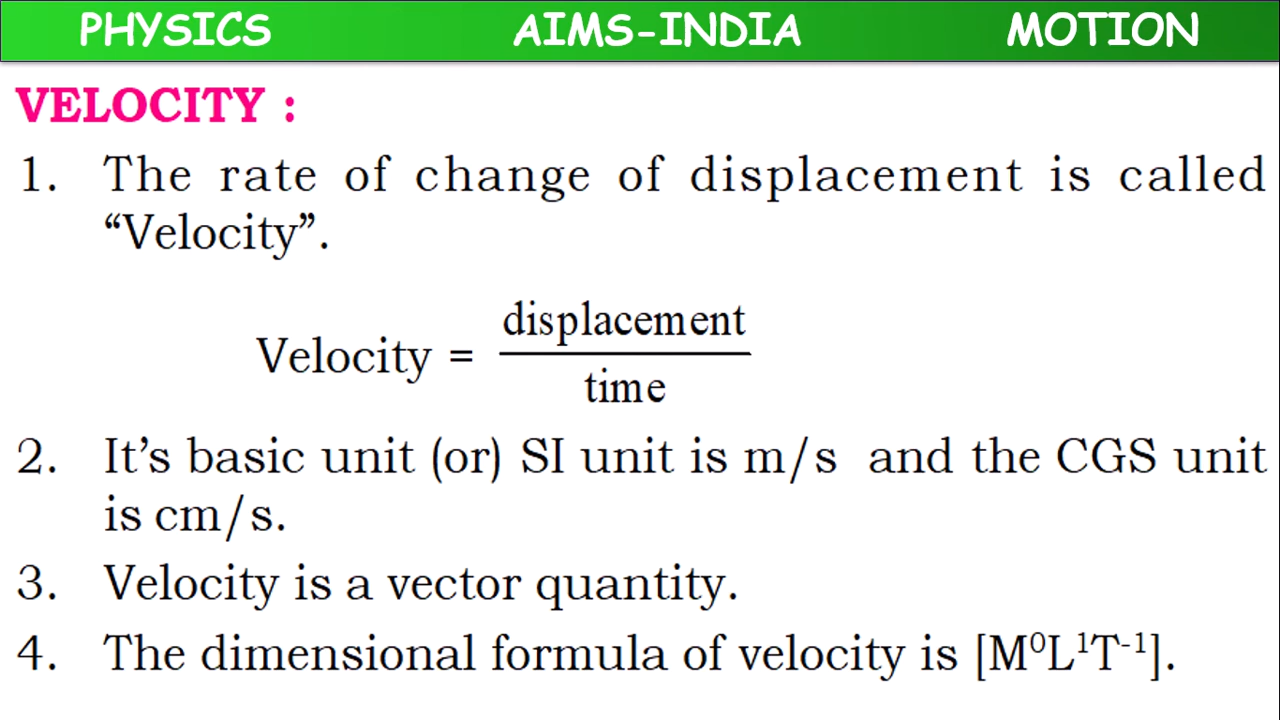 PHYSICS AIMS-INDIA MOTION
VELOCITY :
1. The rate of change of displacement is called
“Velocity”.
Velocity = displacement / time
2. It’s basic unit (or) SI unit is m/s and the CGS unit
is cm/s.
3. Velocity is a vector quantity.
4. The dimensional formula of velocity is [M⁰L¹T⁻¹].